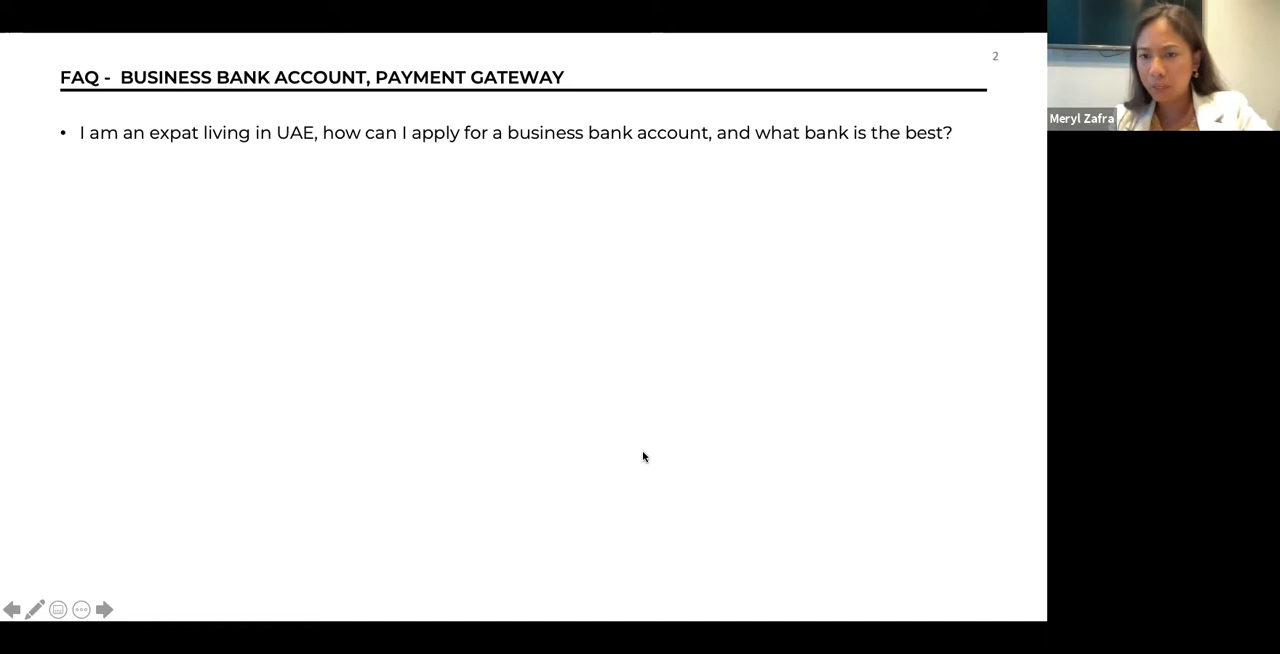 2
FAQ - BUSINESS BANK ACCOUNT, PAYMENT GATEWAY
• I am an expat living in UAE, how can I apply for a business bank account, and what bank is the best?
Meryl Zafra